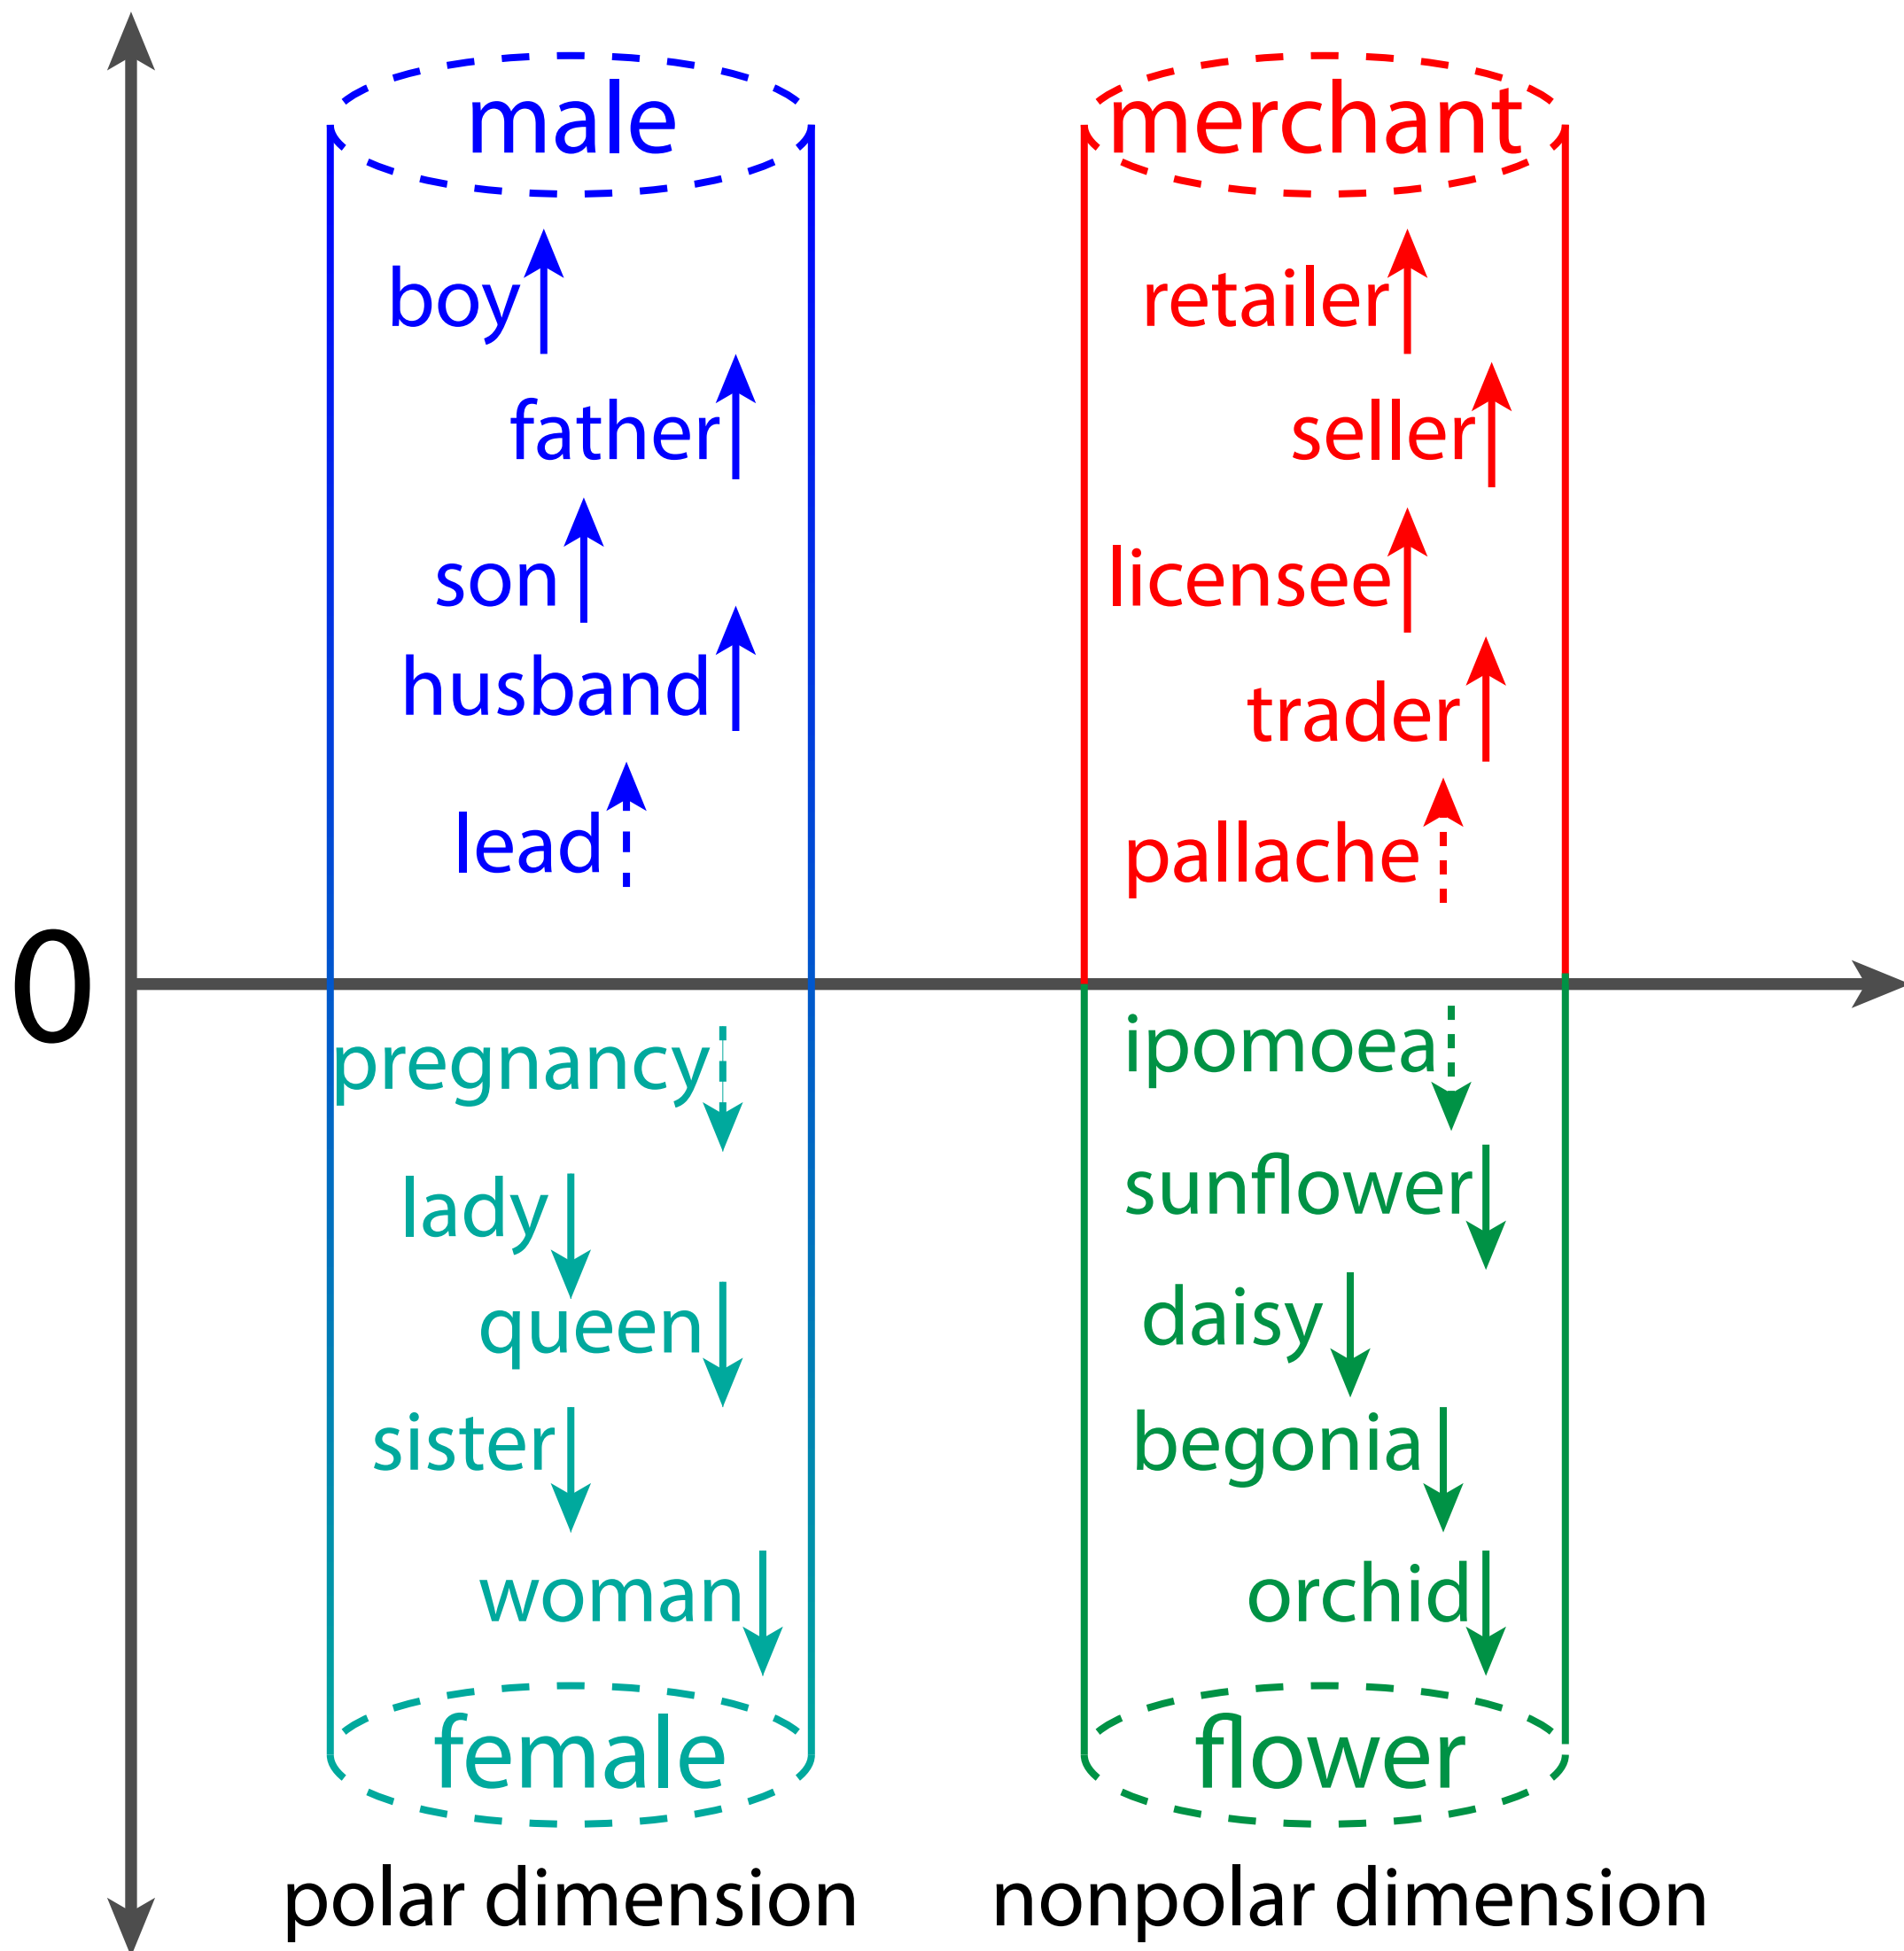 male
boy
father
son
husband
lead
0
pregnancy
lady
queen
sister
woman
female
polar dimension
merchant
retailer
seller
licensee
trader
pallache
ipomoea
sunflower
daisy
begonia
orchid
flower
nonpolar dimension